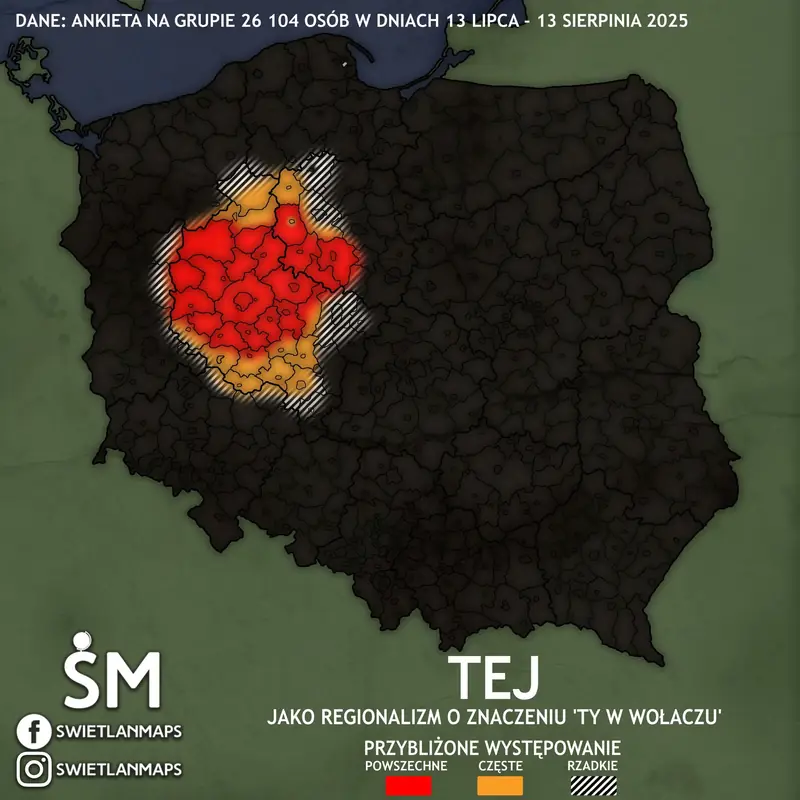 DANE: ANKIETA NA GRUPIE 26 104 OSÓB W DNIACH 13 LIPCA - 13 SIERPINIA 2025
ŚM
SWIETLANMAPS
SWIETLANMAPS
TEJ
JAKO REGIONALIZM O ZNACZENIU 'TY W WOŁACZU'
PRZYBLIŻONE WYSTĘPOWANIE
POWSZECHNE CZĘSTE RZADKIE